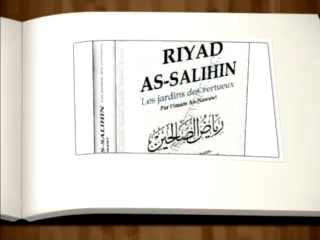 RIYAD
AS-SALIHIN
Les jardins des vertueux
Par l'imam An-Nawawi
رياض الصالحين